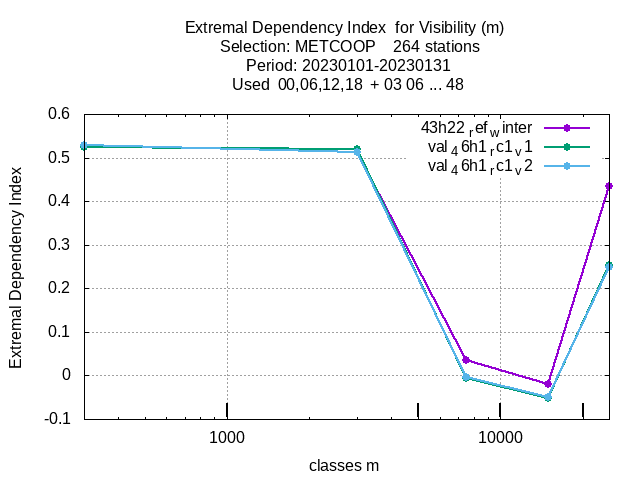 Extremal Dependency Index  for Visibility (m)
Selection: METCOOP    264 stations
Period: 20230101-20230131
Used  00,06,12,18  + 03 06 ... 48
0.6
0.5
0.4
0.3
0.2
0.1
0
-0.1
Extremal Dependency Index
43h22_ref_winter
val_46h1_rc1_v1
val_46h1_rc1_v2
1000
10000
classes m